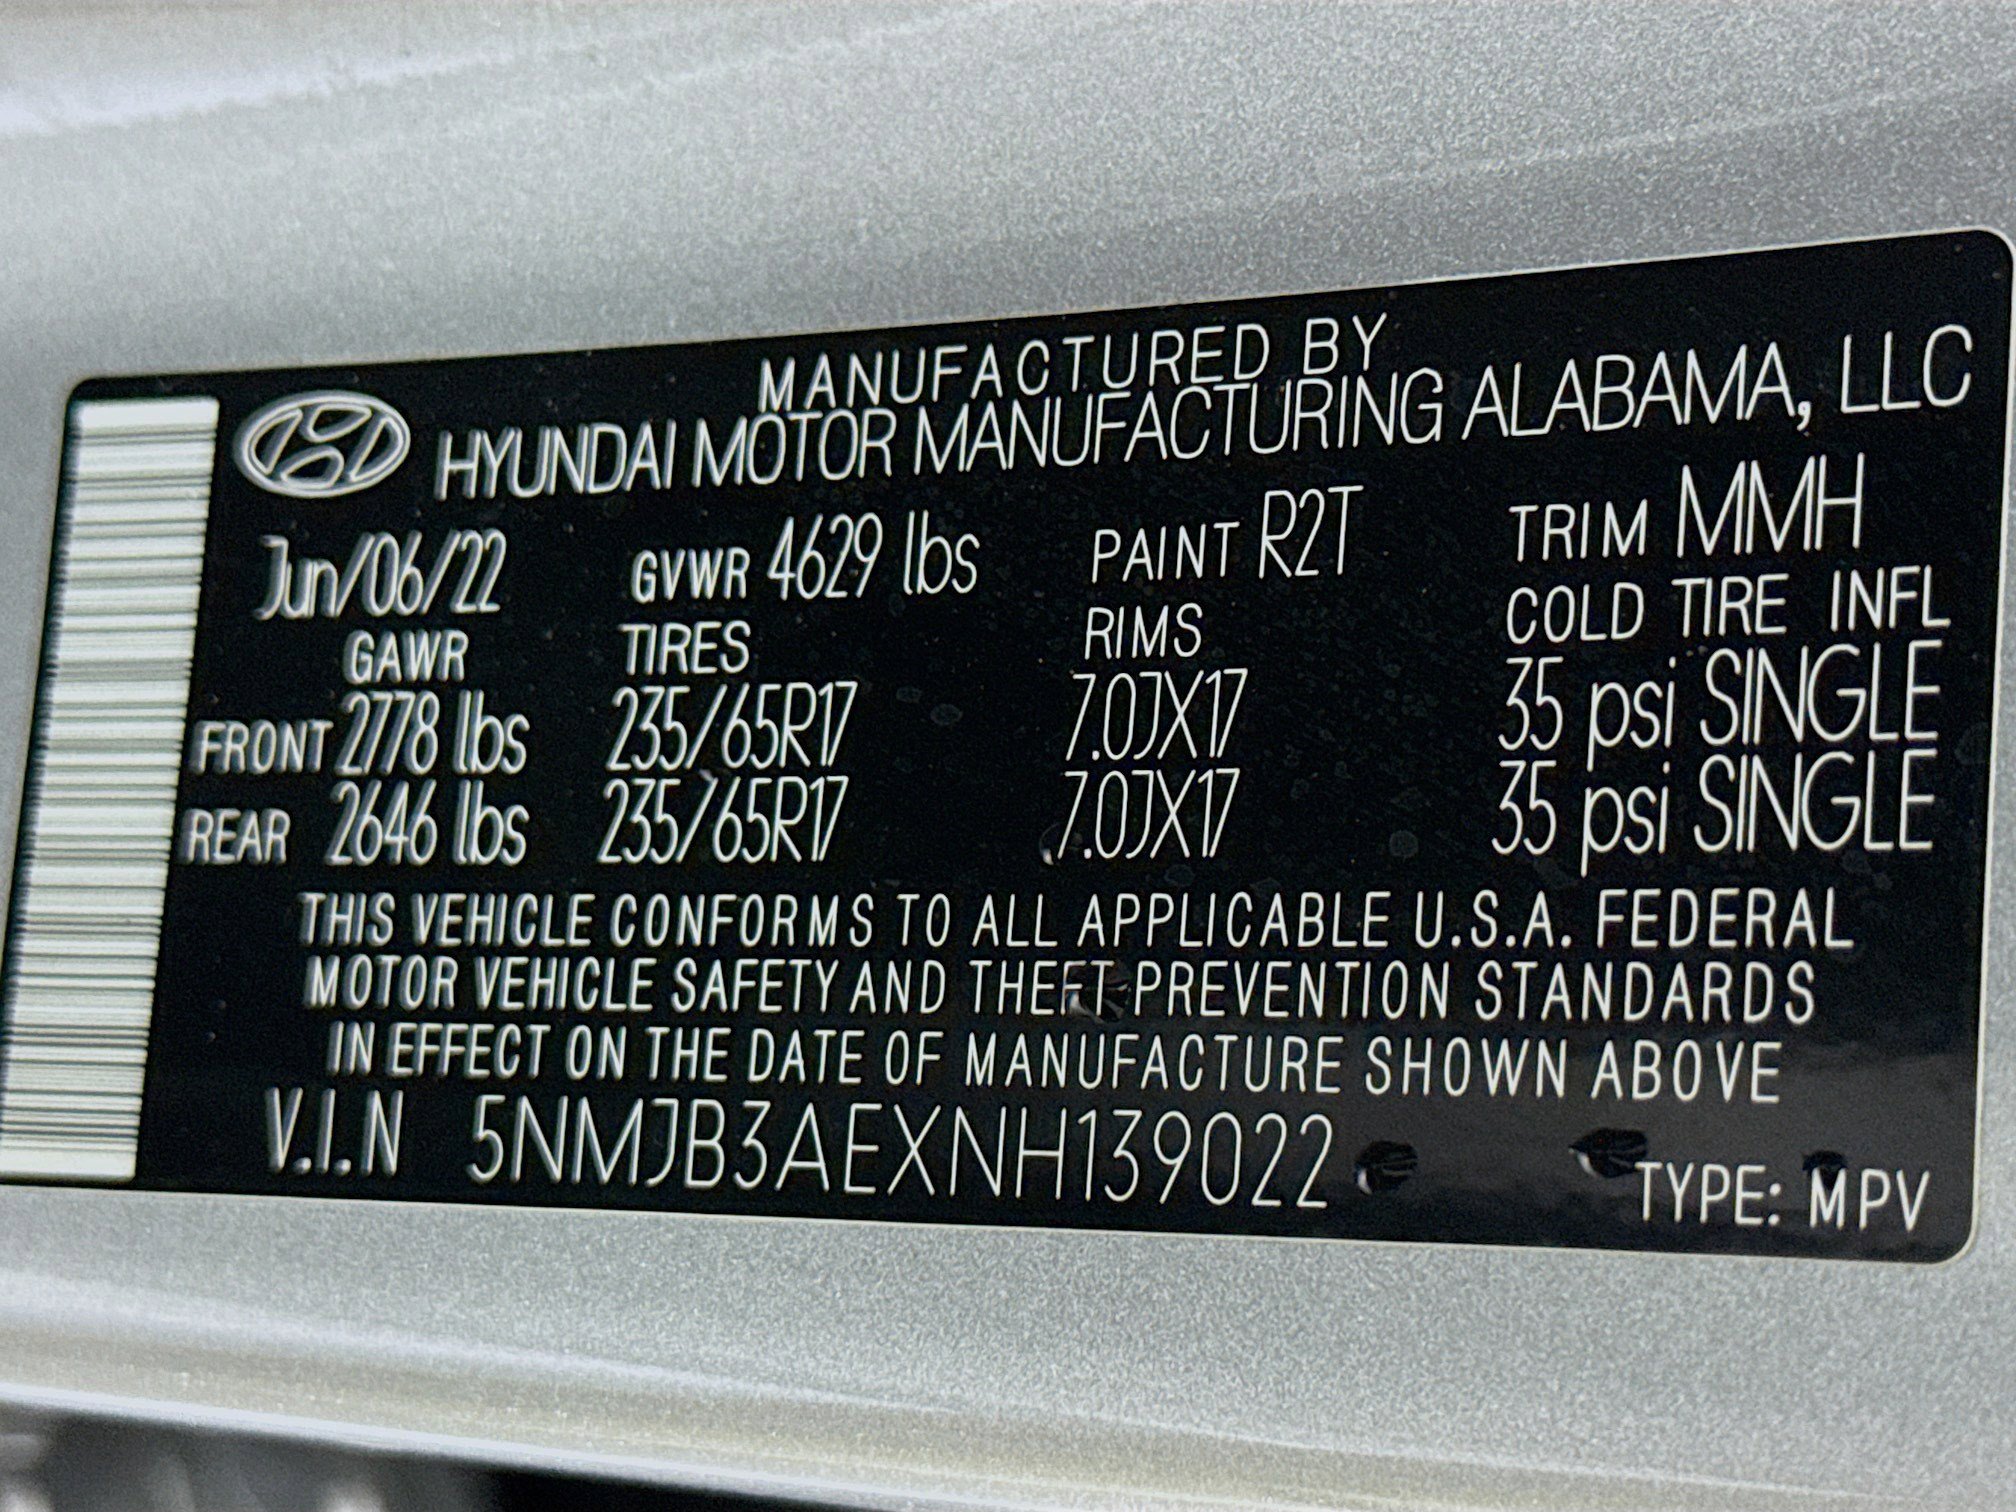 MANUFACTURED BY
HYUNDAI MOTOR MANUFACTURING ALABAMA, LLC
Jun/06/22 GVWR 4629 lbs PAINT R2T TRIM MMH
GAWR TIRES RIMS COLD TIRE INFL
FRONT 2778 lbs 235/65R17 7.0JX17 35 psi SINGLE
REAR 2646 lbs 235/65R17 7.0JX17 35 psi SINGLE
THIS VEHICLE CONFORMS TO ALL APPLICABLE U.S.A. FEDERAL
MOTOR VEHICLE SAFETY AND THEFT PREVENTION STANDARDS
IN EFFECT ON THE DATE OF MANUFACTURE SHOWN ABOVE
V.I.N 5NMJB3AEXNH139022 TYPE: MPV